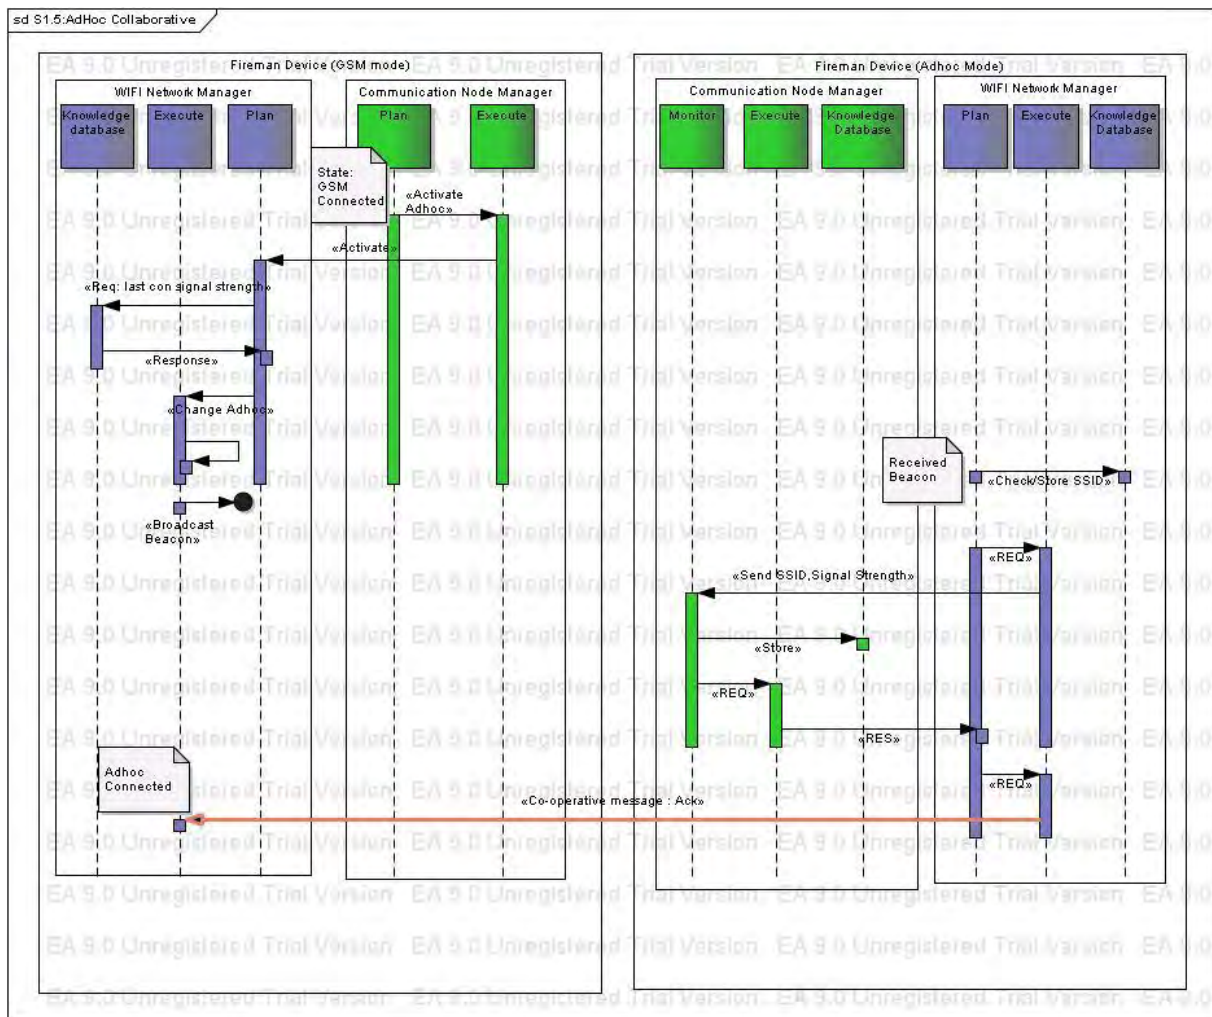 sd S1.5:AdHoc Collaborative
Fireman Device (GSM mode)
WIFI Network Manager
Knowledge
database
Execute
Plan
Communication Node Manager
Plan
Execute
Fireman Device (Adhoc Mode)
Communication Node Manager
Monitor
Execute
Knowledge
Database
WIFI Network Manager
Plan
Execute
Knowledge
Database
State:
GSM
Connected
«Activate
Adhoc»
«Activate»
«Req: last con signal strength»
«Response»
«Change Adhoc»
«Broadcast
Beacon»
Received
Beacon
«Check/Store SSID»
«REQ»
«Send SSID,Signal Strength»
«Store»
«REQ»
«RES»
«REQ»
Adhoc
Connected
«Co-operative message : Ack»
EA 9.0 Unregistered Trial Version